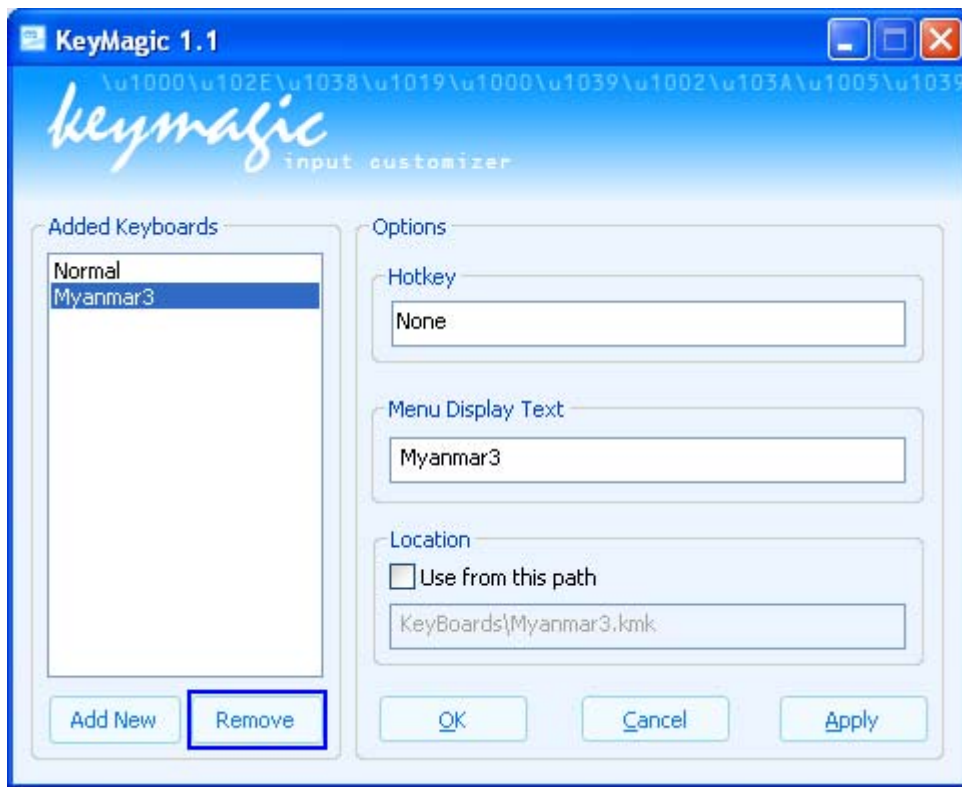 KeyMagic 1.1
\u1000\u102E\u1038\u1019\u1000\u1039\u1002\u103A\u1005\u1039
keymagic
input customizer
Added Keyboards
Normal
Myanmar3
Add New
Remove
Options
Hotkey
None
Menu Display Text
Myanmar3
Location
Use from this path
KeyBoards\Myanmar3.kmk
OK
Cancel
Apply